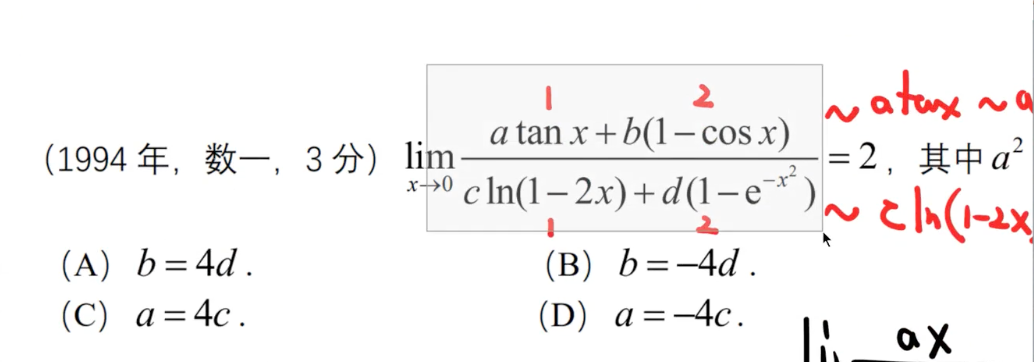 (1994 年, 数一, 3 分) lim_{x→0} \frac{a tan x + b(1 − cos x)}{c ln(1 − 2x) + d(1 − e^{−x²})} = 2, 其中 a²
1 2 ~ a tanx ~ a
1 2 ~ c ln(1-2x
(A) b = 4d. (B) b = −4d.
(C) a = 4c. (D) a = −4c.
ax